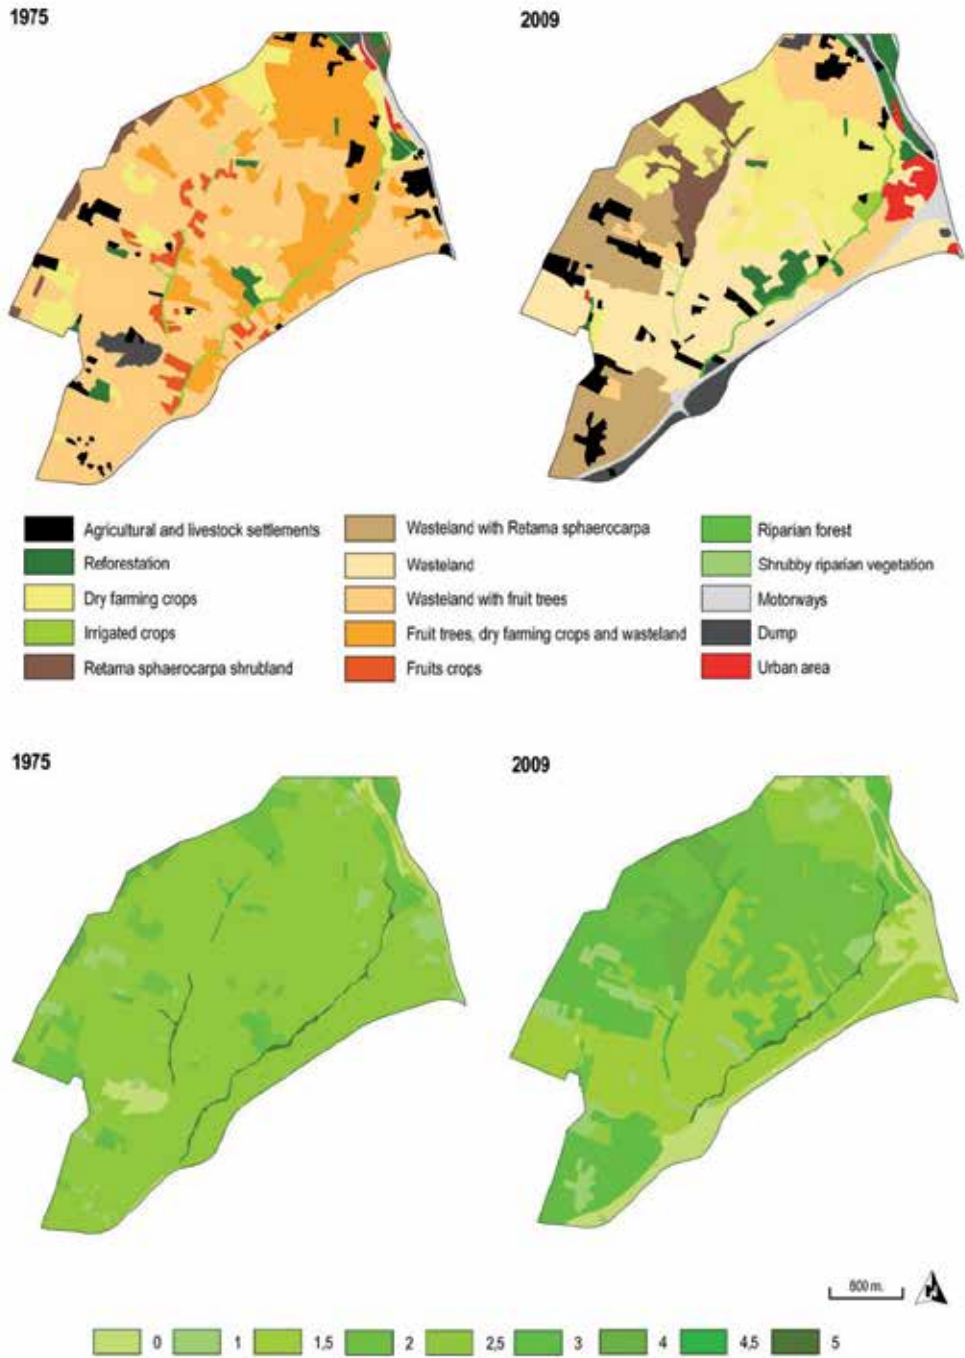 1975 2009
Agricultural and livestock settlements Wasteland with Retama sphaerocarpa Riparian forest
Reforestation Wasteland Shrubby riparian vegetation
Dry farming crops Wasteland with fruit trees Motorways
Irrigated crops Fruit trees, dry farming crops and wasteland Dump
Retama sphaerocarpa shrubland Fruits crops Urban area
1975 2009
800 m.
0 1 1,5 2 2,5 3 4 4,5 5